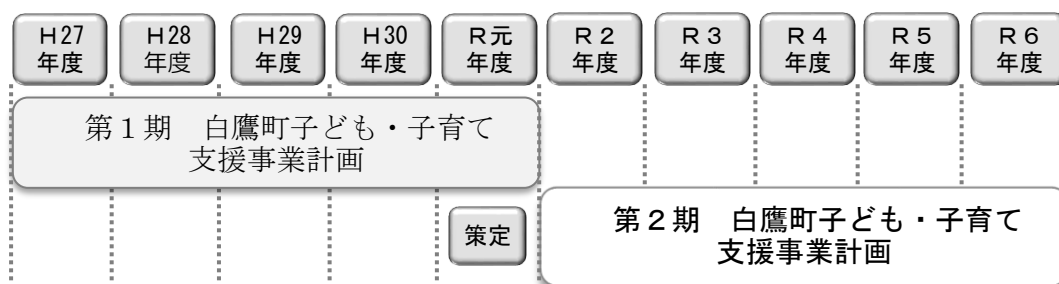 H27 H28 H29 H30 R元 R2 R3 R4 R5 R6
年度 年度 年度 年度 年度 年度 年度 年度 年度 年度
第1期 白鷹町子ども・子育て
支援事業計画
策定
第2期 白鷹町子ども・子育て
支援事業計画